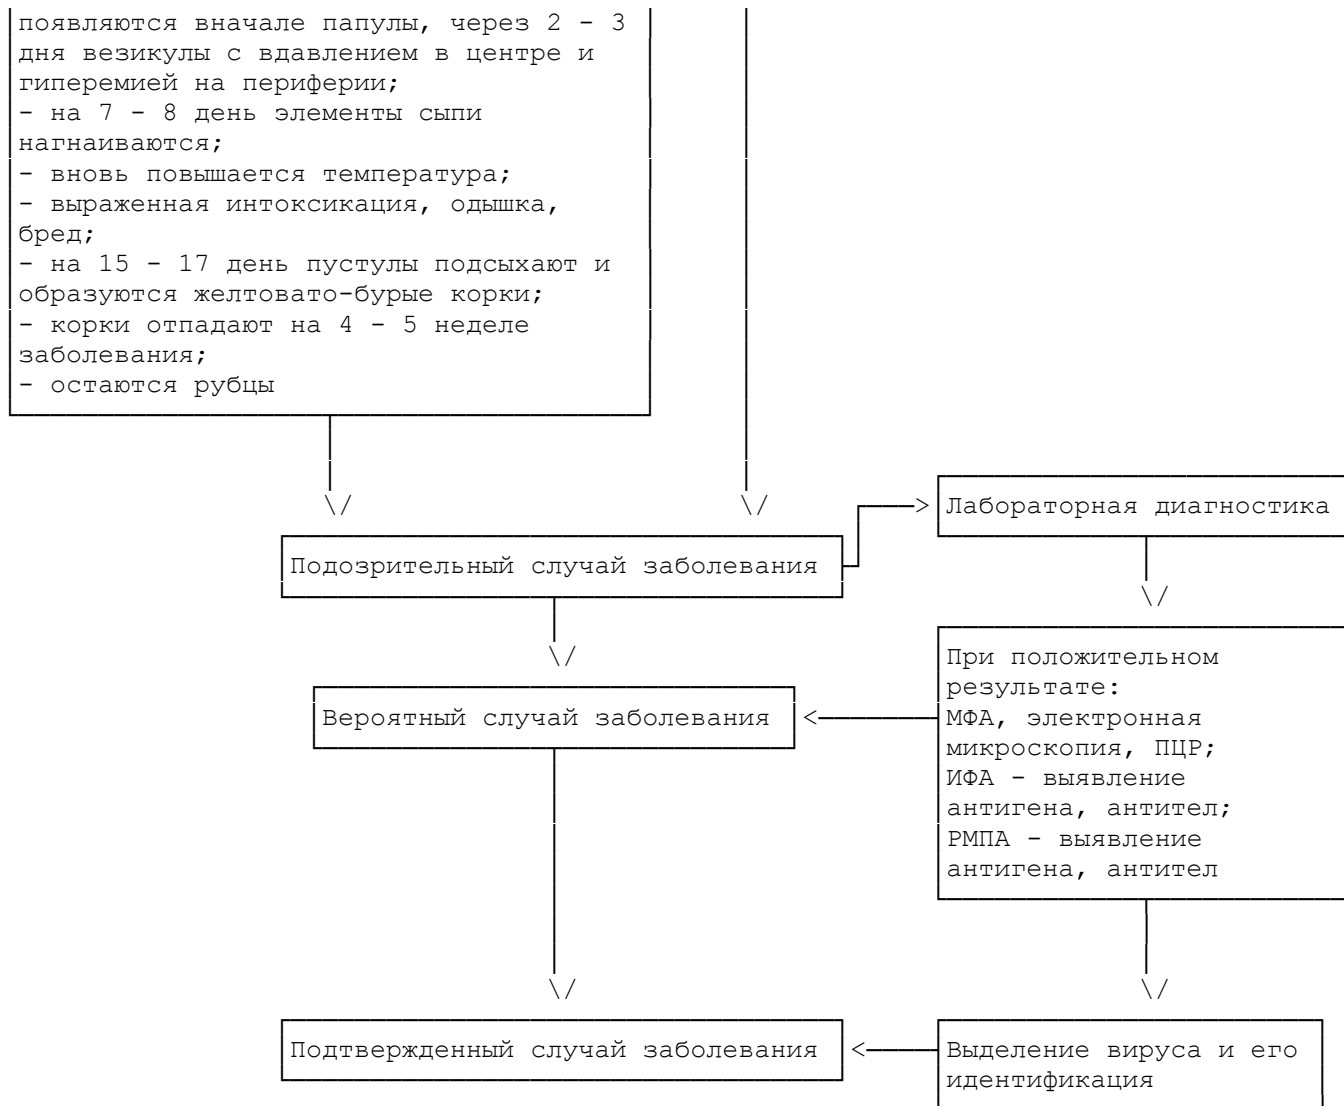 появляются вначале папулы, через 2 - 3
дня везикулы с вдавлением в центре и
гиперемией на периферии;
- на 7 - 8 день элементы сыпи
нагнаиваются;
- вновь повышается температура;
- выраженная интоксикация, одышка,
бред;
- на 15 - 17 день пустулы подсыхают и
образуются желтовато-бурые корки;
- корки отпадают на 4 - 5 неделе
заболевания;
- остаются рубцы
Лабораторная диагностика
Подозрительный случай заболевания
При положительном
результате:
МФА, электронная
микроскопия, ПЦР;
ИФА - выявление
антигена, антител;
РМПА - выявление
антигена, антител
Вероятный случай заболевания
Подтвержденный случай заболевания
Выделение вируса и его
идентификация